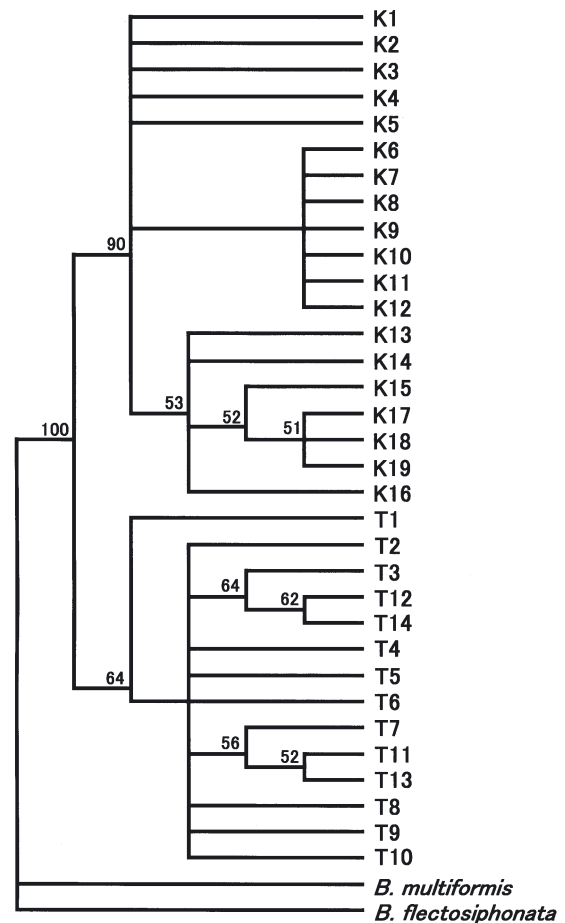 K1
K2
K3
K4
K5
K6
K7
K8
90 K9
K10
K11
K12
K13
K14
K15
53 52 51 K17
100 K18
K19
K16
T1
T2
64 T3
62 T12
T14
T4
T5
64 T6
56 T7
52 T11
T13
T8
T9
T10
B. multiformis
B. flectosiphonata